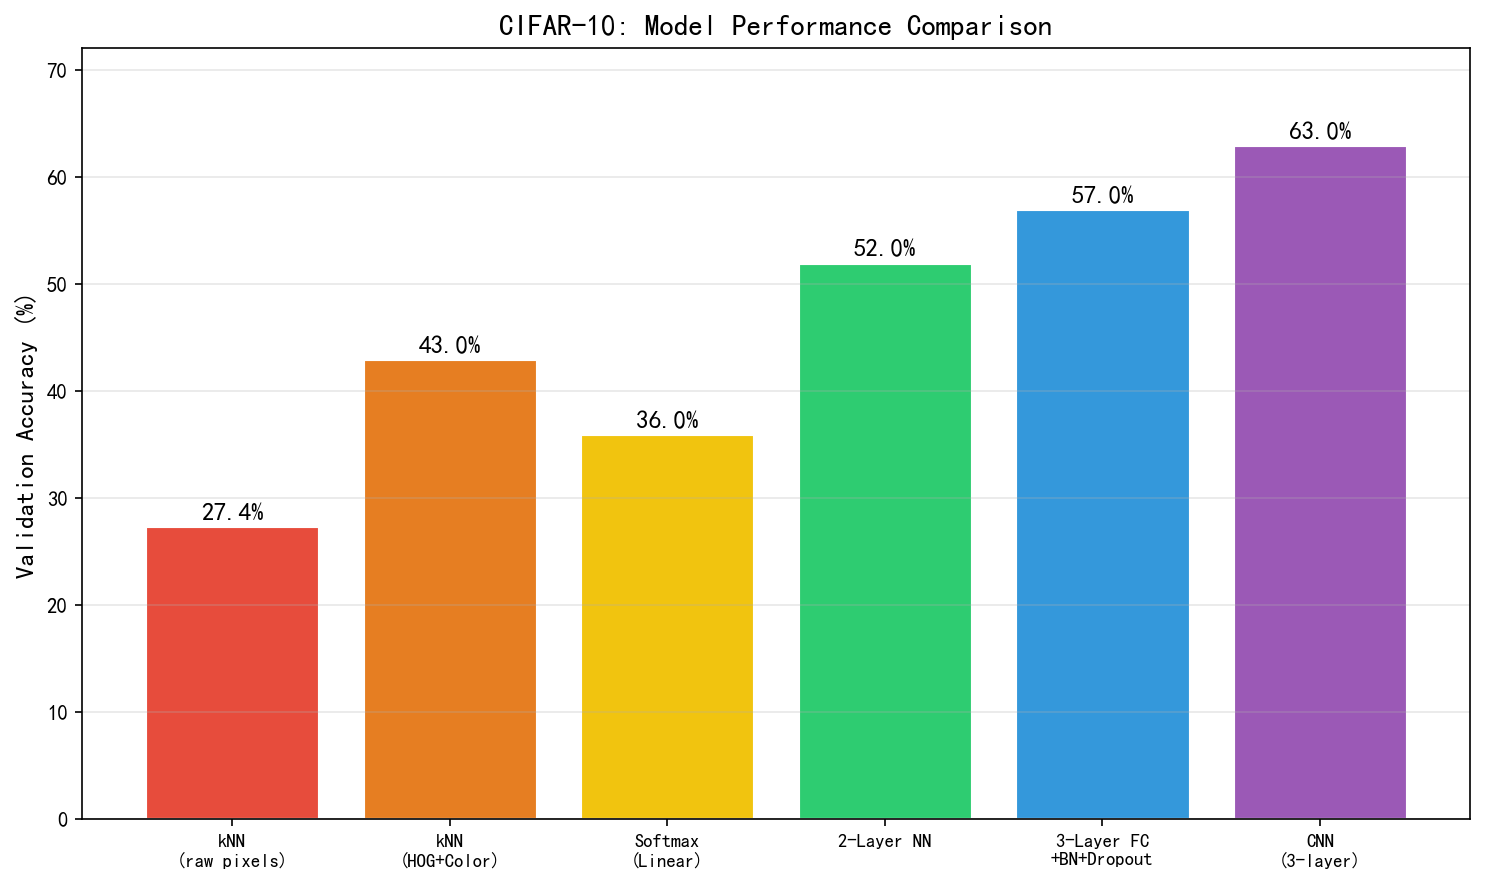 CIFAR-10: Model Performance Comparison
Validation Accuracy (%)
70
60
50
40
30
20
10
0
27.4%
43.0%
36.0%
52.0%
57.0%
63.0%
kNN
(raw pixels)
kNN
(HOG+Color)
Softmax
(Linear)
2-Layer NN
3-Layer FC
+BN+Dropout
CNN
(3-layer)